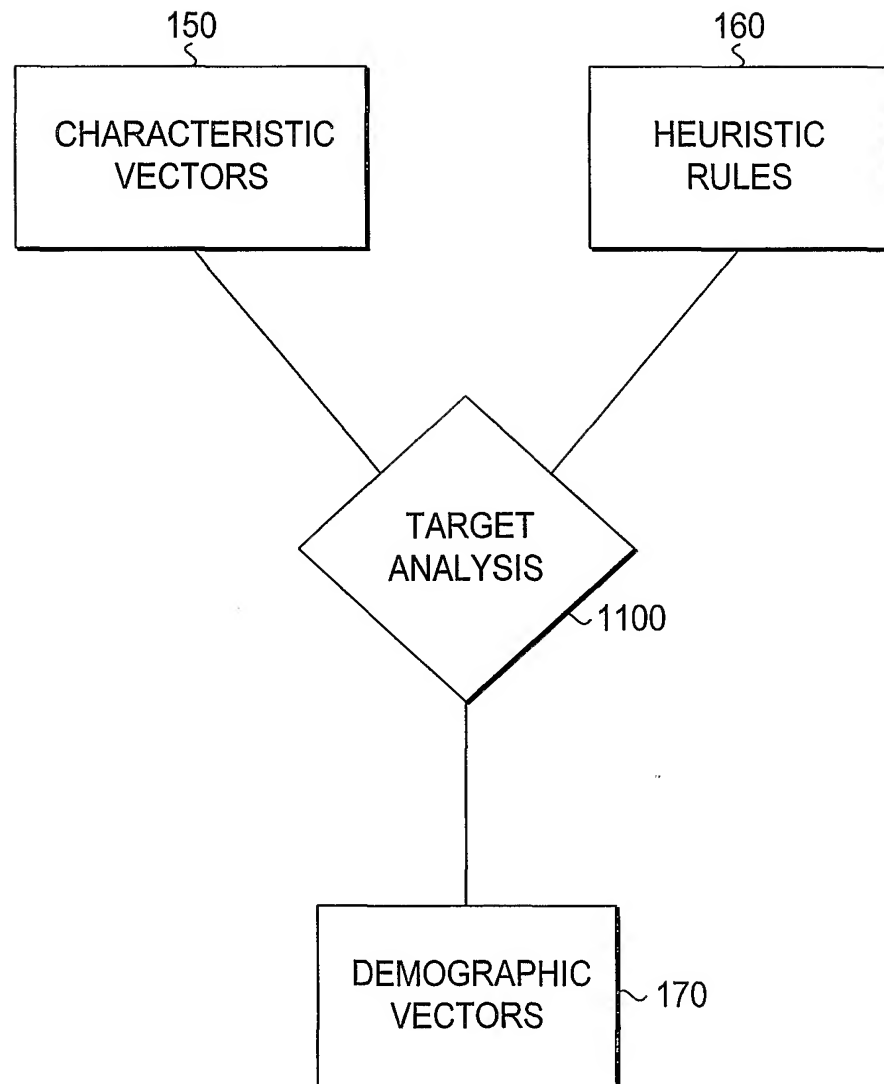 150
160
CHARACTERISTIC
VECTORS
HEURISTIC
RULES
TARGET
ANALYSIS
1100
DEMOGRAPHIC
VECTORS
170